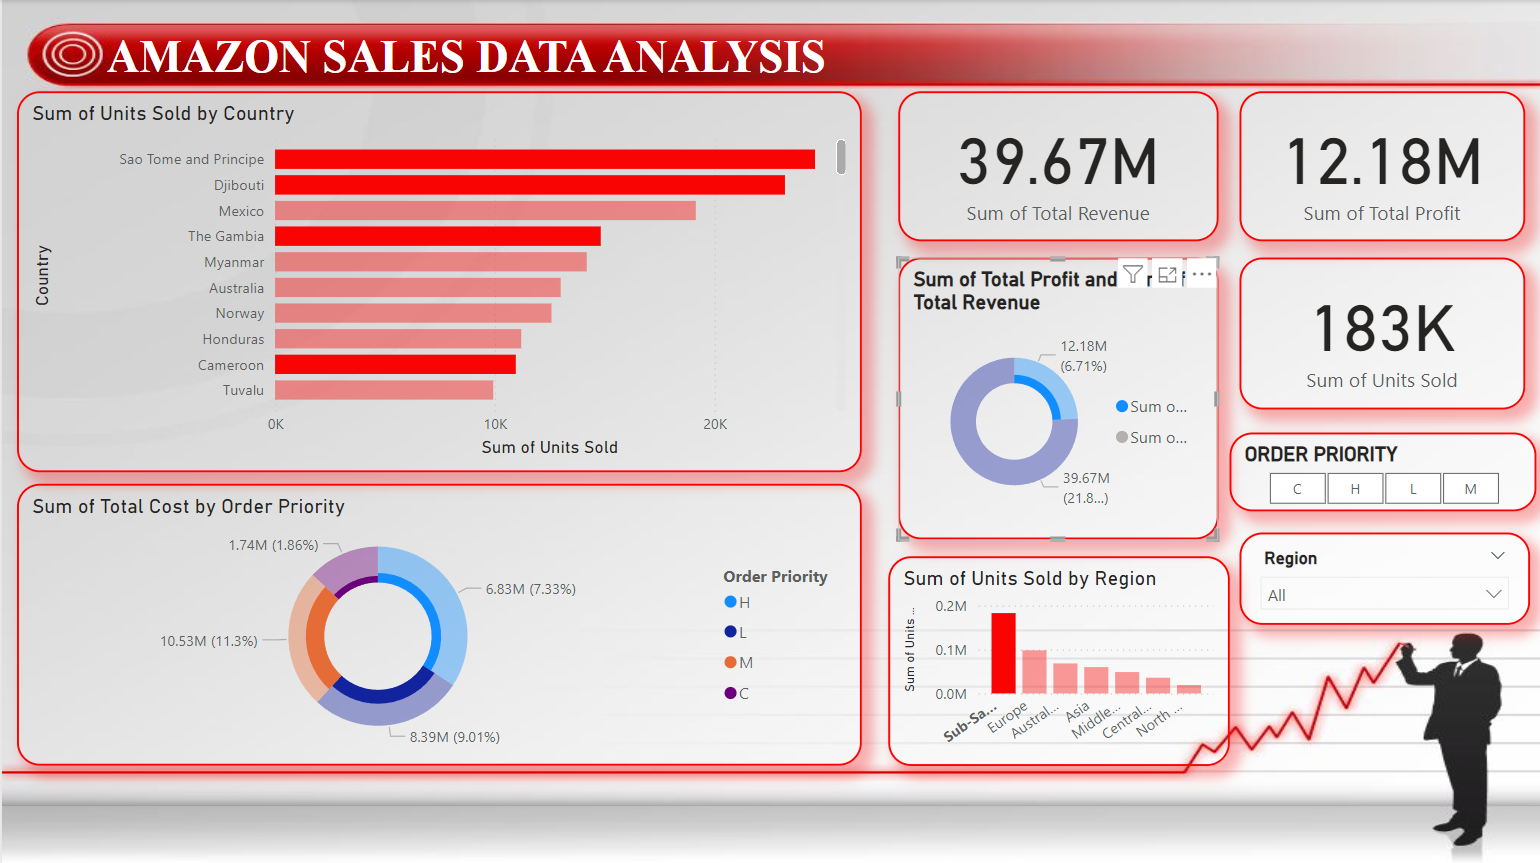 AMAZON SALES DATA ANALYSIS
Sum of Units Sold by Country
Country
Sao Tome and Principe
Djibouti
Mexico
The Gambia
Myanmar
Australia
Norway
Honduras
Cameroon
Tuvalu
0K 10K 20K
Sum of Units Sold
39.67M
Sum of Total Revenue
12.18M
Sum of Total Profit
Sum of Total Profit and
Total Revenue
12.18M
(6.71%)
39.67M
(21.8...)
Sum o...
Sum o...
183K
Sum of Units Sold
ORDER PRIORITY
C H L M
Region
All
Sum of Total Cost by Order Priority
1.74M (1.86%)
6.83M (7.33%)
10.53M (11.3%)
8.39M (9.01%)
Order Priority
H
L
M
C
Sum of Units Sold by Region
Sum of Units ...
0.2M
0.1M
0.0M
Sub-Sa... Europe Austral... Asia Middle... Central... North ...